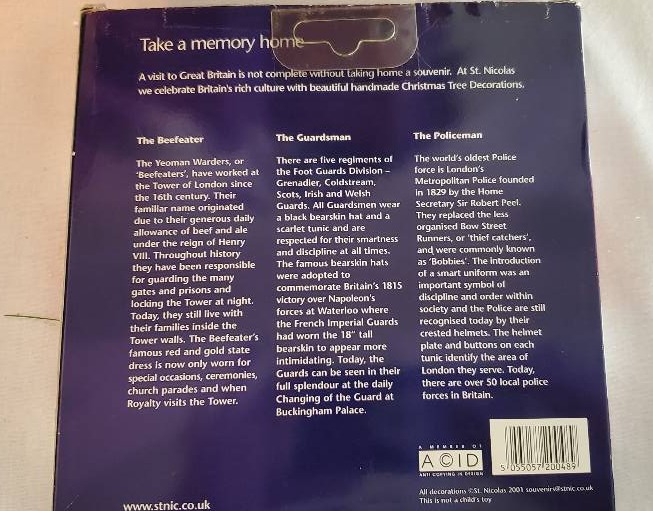 Take a memory home
A visit to Great Britain is not complete without taking home a souvenir. At St. Nicolas
we celebrate Britain's rich culture with beautiful handmade Christmas Tree Decorations.
The Beefeater
The Yeoman Warders, or
'Beefeaters', have worked at
the Tower of London since
the 16th century. Their
familiar name originated
due to their generous daily
allowance of beef and ale
under the reign of Henry
VIII. Throughout history
they have been responsible
for guarding the many
gates and prisons and
locking the Tower at night.
Today, they still live with
their families inside the
Tower walls. The Beefeater's
famous red and gold state
dress is now only worn for
special occasions, ceremonies,
church parades and when
Royalty visits the Tower.
The Guardsman
There are five regiments of
the Foot Guards Division –
Grenadier, Coldstream,
Scots, Irish and Welsh
Guards. All Guardsmen wear
a black bearskin hat and a
scarlet tunic and are
respected for their smartness
and discipline at all times.
The famous bearskin hats
were adopted to
commemorate Britain's 1815
victory over Napoleon's
forces at Waterloo where
the French Imperial Guards
had worn the 18" tall
bearskin to appear more
intimidating. Today, the
Guards can be seen in their
full splendour at the daily
Changing of the Guard at
Buckingham Palace.
The Policeman
The world's oldest Police
force is London's
Metropolitan Police founded
in 1829 by the Home
Secretary Sir Robert Peel.
They replaced the less
organised Bow Street
Runners, or 'thief catchers',
and were commonly known
as 'Bobbies'. The introduction
of a smart uniform was an
important symbol of
discipline and order within
society and the Police are still
recognised today by their
crested helmets. The helmet
plate and buttons on each
tunic identify the area of
London they serve. Today,
there are over 50 local police
forces in Britain.
A MEMBER OF
A©ID
ANTI COPYING IN DESIGN
5 055057 200489
All decorations ©St. Nicolas 2001 souvenirs@stnic.co.uk
This is not a child's toy
www.stnic.co.uk